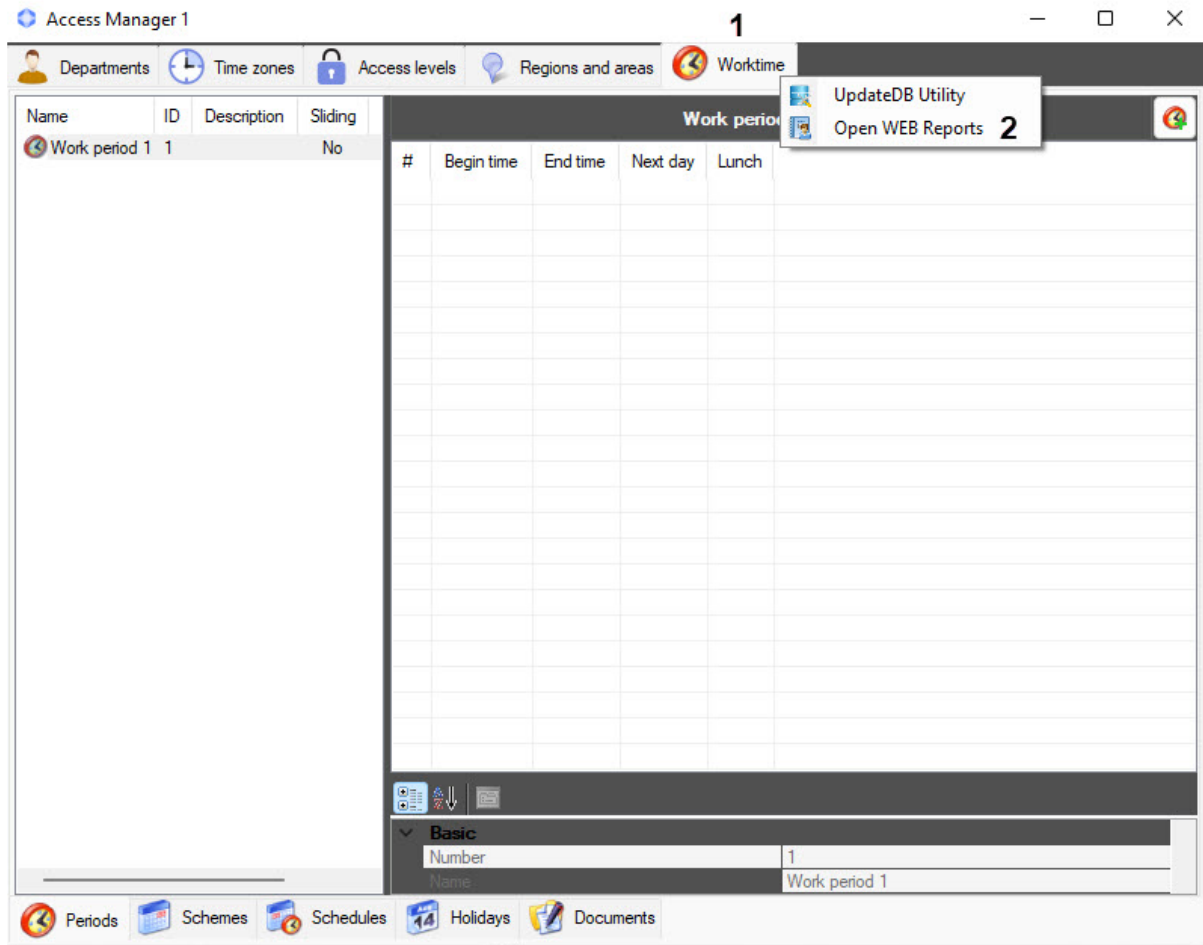 Access Manager 1
1
Departments Time zones Access levels Regions and areas Worktime
UpdateDB Utility
Open WEB Reports 2
Name ID Description Sliding
Work period 1 1 No
Work perio
# Begin time End time Next day Lunch
Basic
Number 1
Name Work period 1
Periods Schemes Schedules Holidays Documents